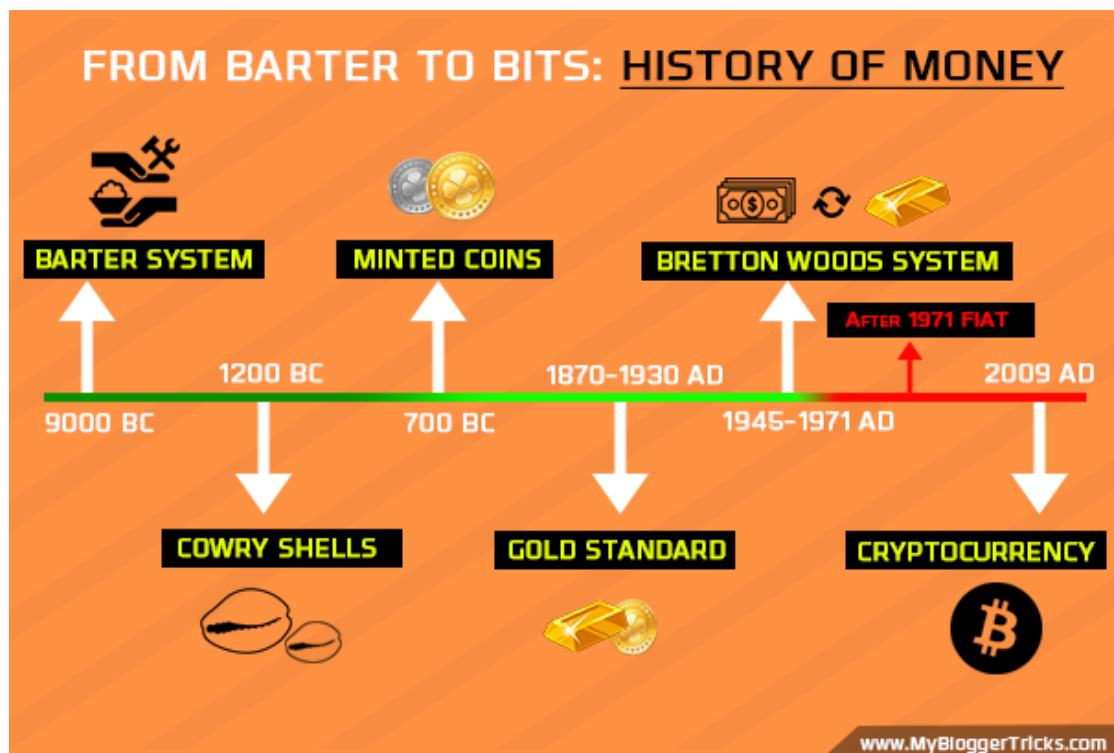 FROM BARTER TO BITS: HISTORY OF MONEY
BARTER SYSTEM
MINTED COINS
BRETTON WOODS SYSTEM
AFTER 1971 FIAT
1200 BC
1870-1930 AD
2009 AD
9000 BC
700 BC
1945-1971 AD
COWRY SHELLS
GOLD STANDARD
CRYPTOCURRENCY
www.MyBloggerTricks.com